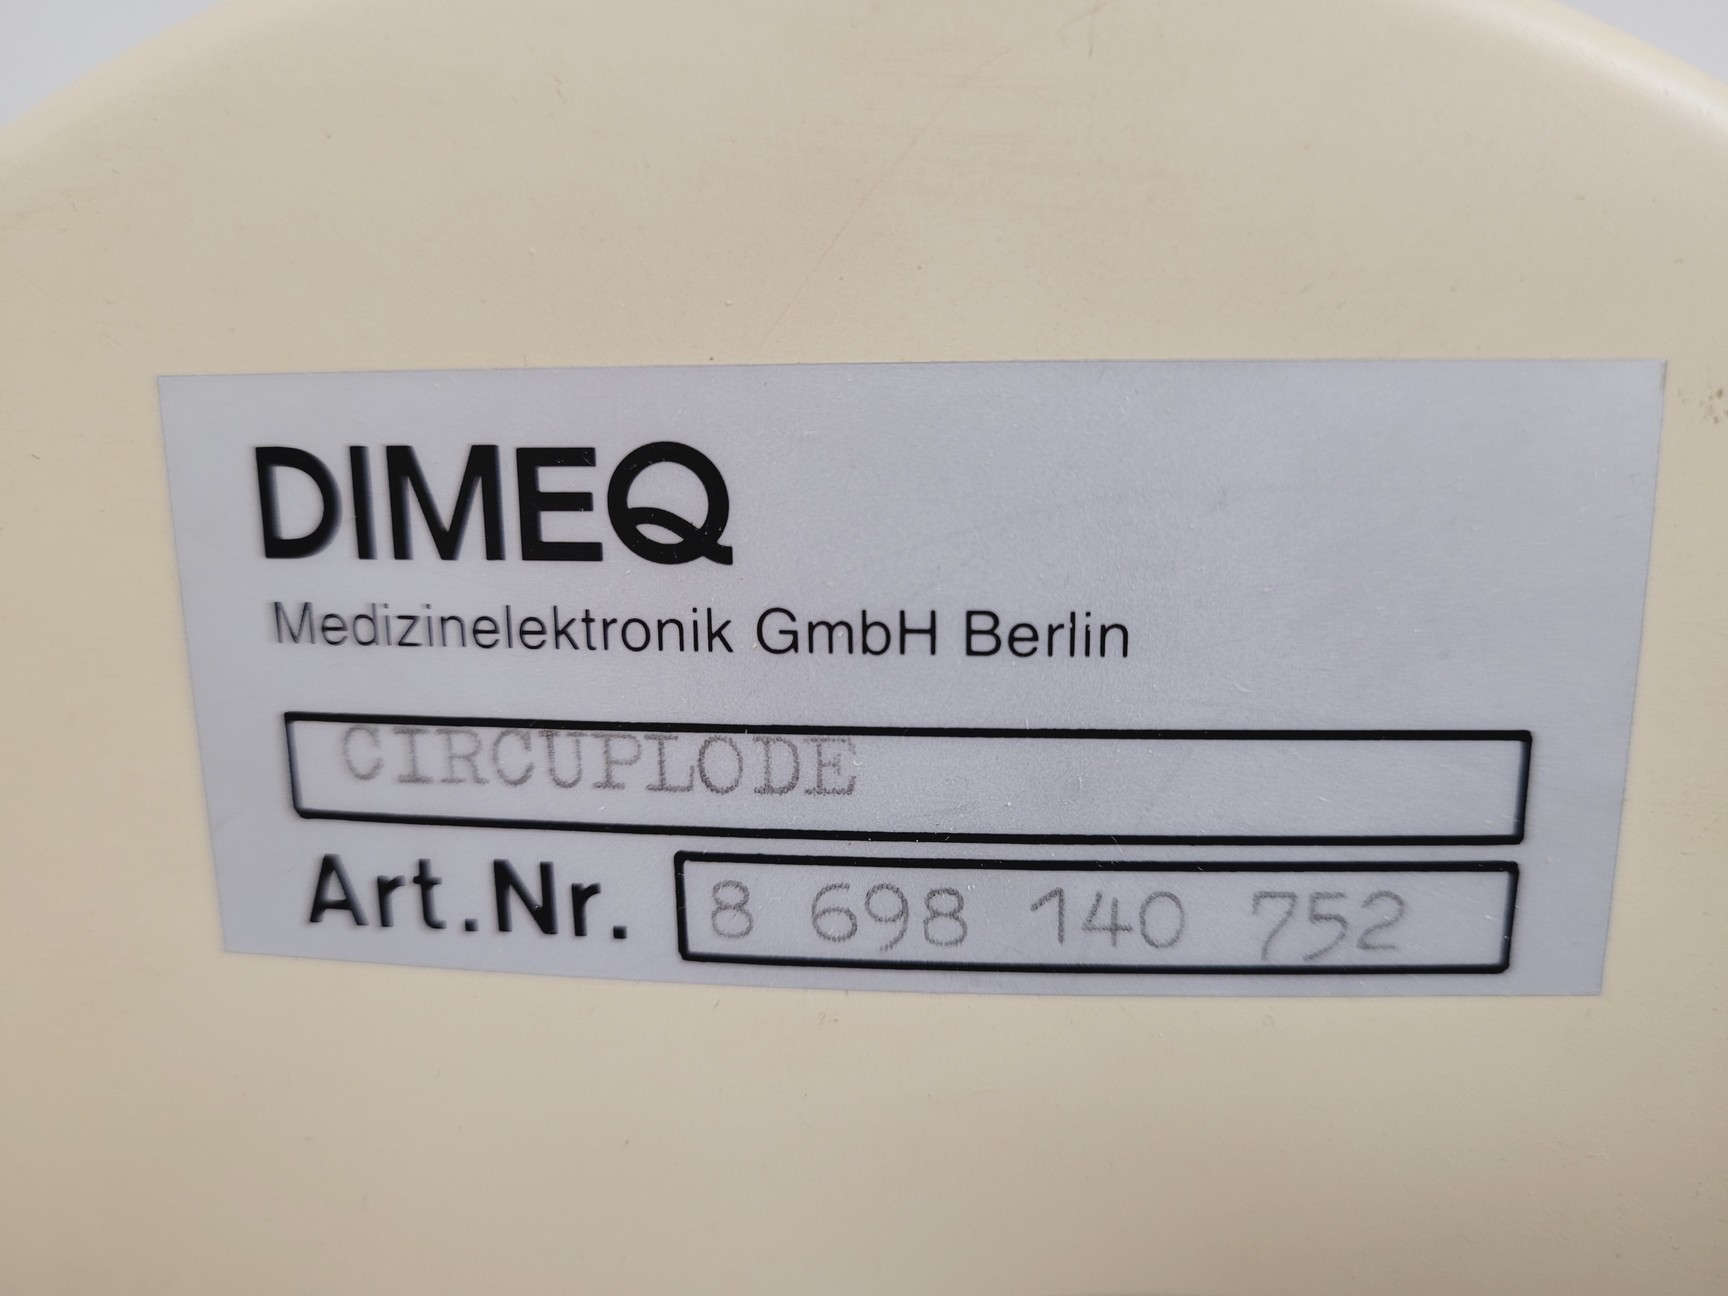 DIMEQ
Medizinelektronik GmbH Berlin
CIRCUPLODE
Art.Nr. 8 698 140 752